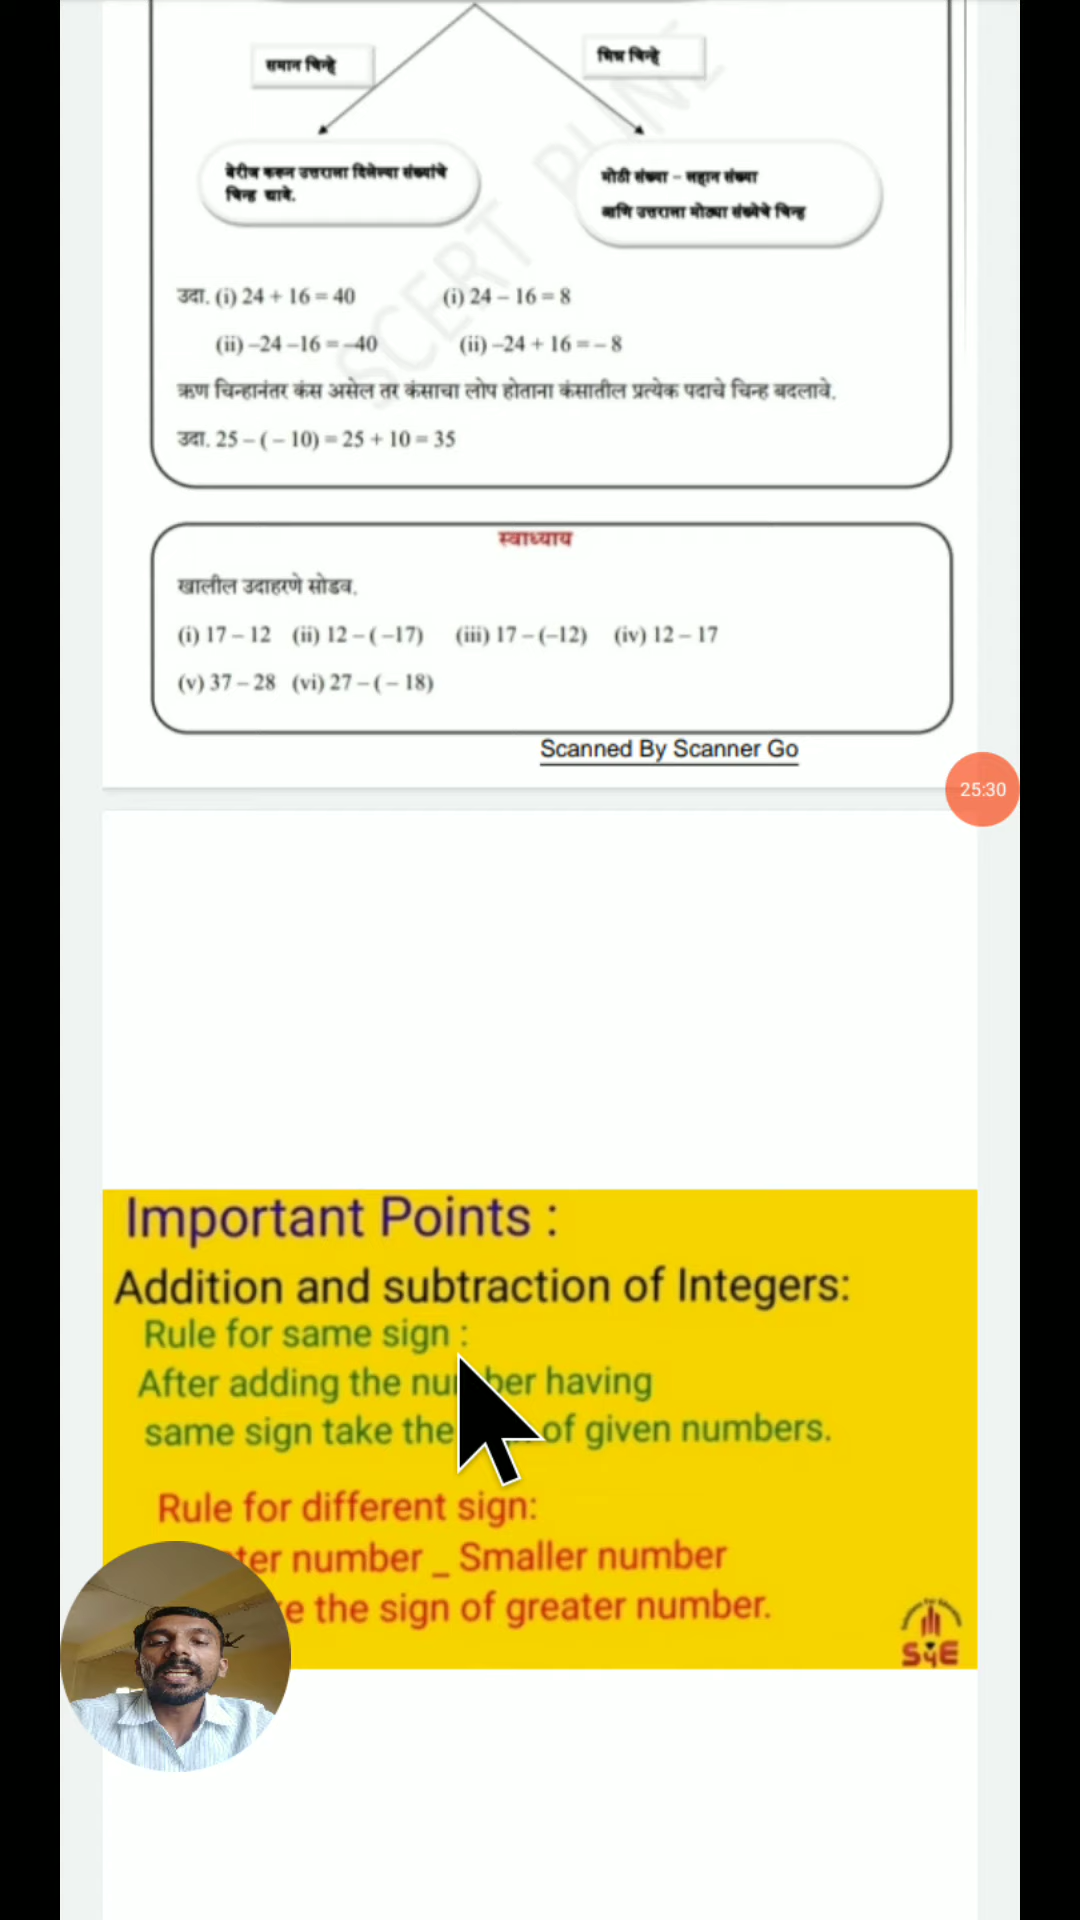 समान चिन्हे
भिन्न चिन्हे
बेरीज करून उत्तराला दिलेल्या संख्यांचे
चिन्ह द्यावे.
मोठी संख्या – लहान संख्या
आणि उत्तराला मोठ्या संख्येचे चिन्ह
SCERT PLINE
उदा. (i) 24 + 16 = 40 (i) 24 – 16 = 8
(ii) –24 –16 = –40 (ii) –24 + 16 = – 8
ऋण चिन्हानंतर कंस असेल तर कंसाचा लोप होताना कंसातील प्रत्येक पदाचे चिन्ह बदलावे.
उदा. 25 – ( – 10) = 25 + 10 = 35
स्वाध्याय
खालील उदाहरणे सोडव.
(i) 17 – 12 (ii) 12 – ( –17) (iii) 17 – (–12) (iv) 12 – 17
(v) 37 – 28 (vi) 27 – ( – 18)
Scanned By Scanner Go
25:30
Important Points :
Addition and subtraction of Integers:
Rule for same sign :
After adding the number having
same sign take the of given numbers.
Rule for different sign:
number _ Smaller number
the sign of greater number.